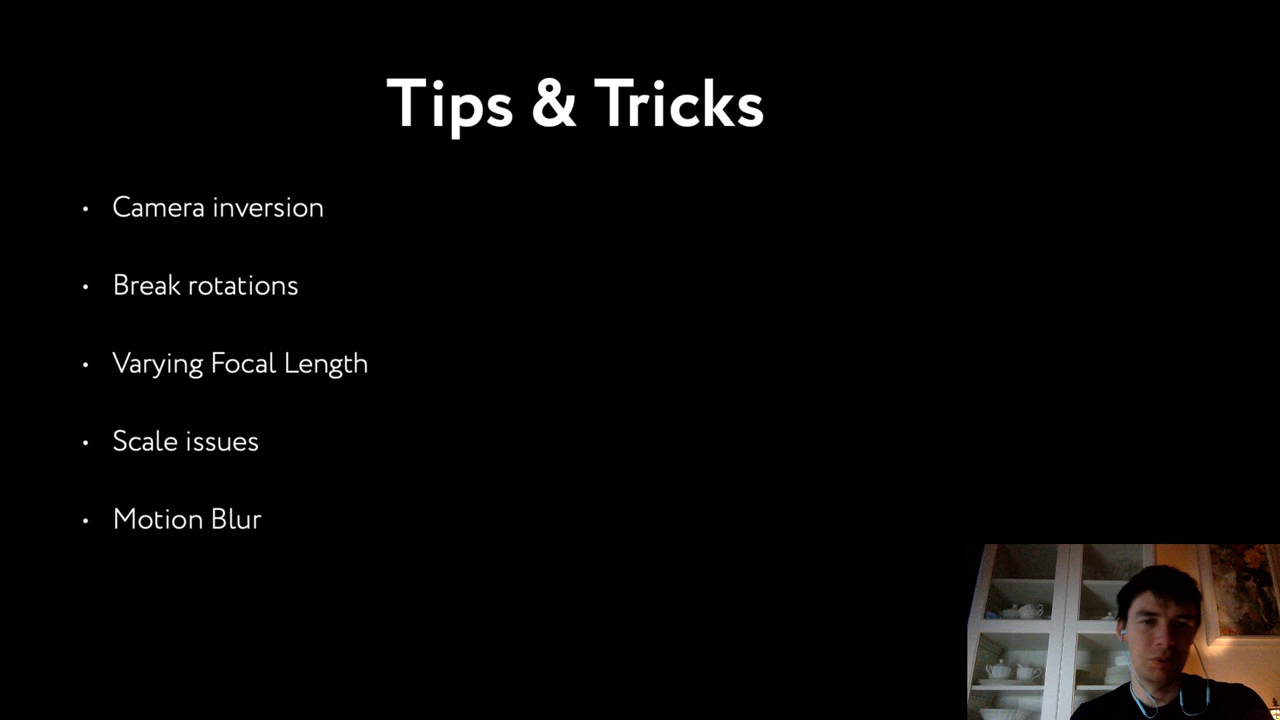 Tips & Tricks
• Camera inversion
• Break rotations
• Varying Focal Length
• Scale issues
• Motion Blur